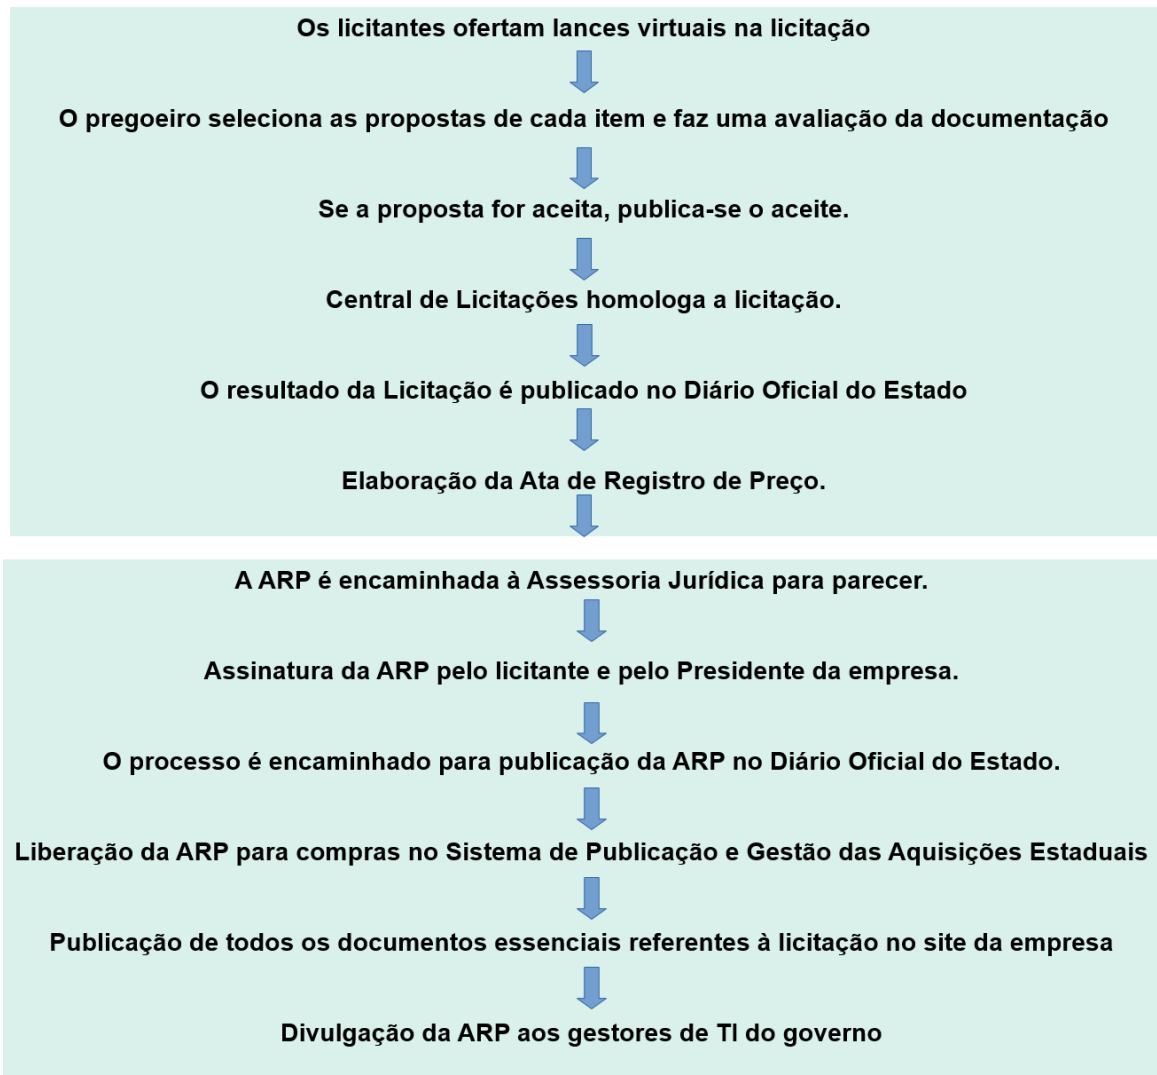 Os licitantes ofertam lances virtuais na licitação
O pregoeiro seleciona as propostas de cada item e faz uma avaliação da documentação
Se a proposta for aceita, publica-se o aceite.
Central de Licitações homologa a licitação.
O resultado da Licitação é publicado no Diário Oficial do Estado
Elaboração da Ata de Registro de Preço.
A ARP é encaminhada à Assessoria Jurídica para parecer.
Assinatura da ARP pelo licitante e pelo Presidente da empresa.
O processo é encaminhado para publicação da ARP no Diário Oficial do Estado.
Liberação da ARP para compras no Sistema de Publicação e Gestão das Aquisições Estaduais
Publicação de todos os documentos essenciais referentes à licitação no site da empresa
Divulgação da ARP aos gestores de TI do governo